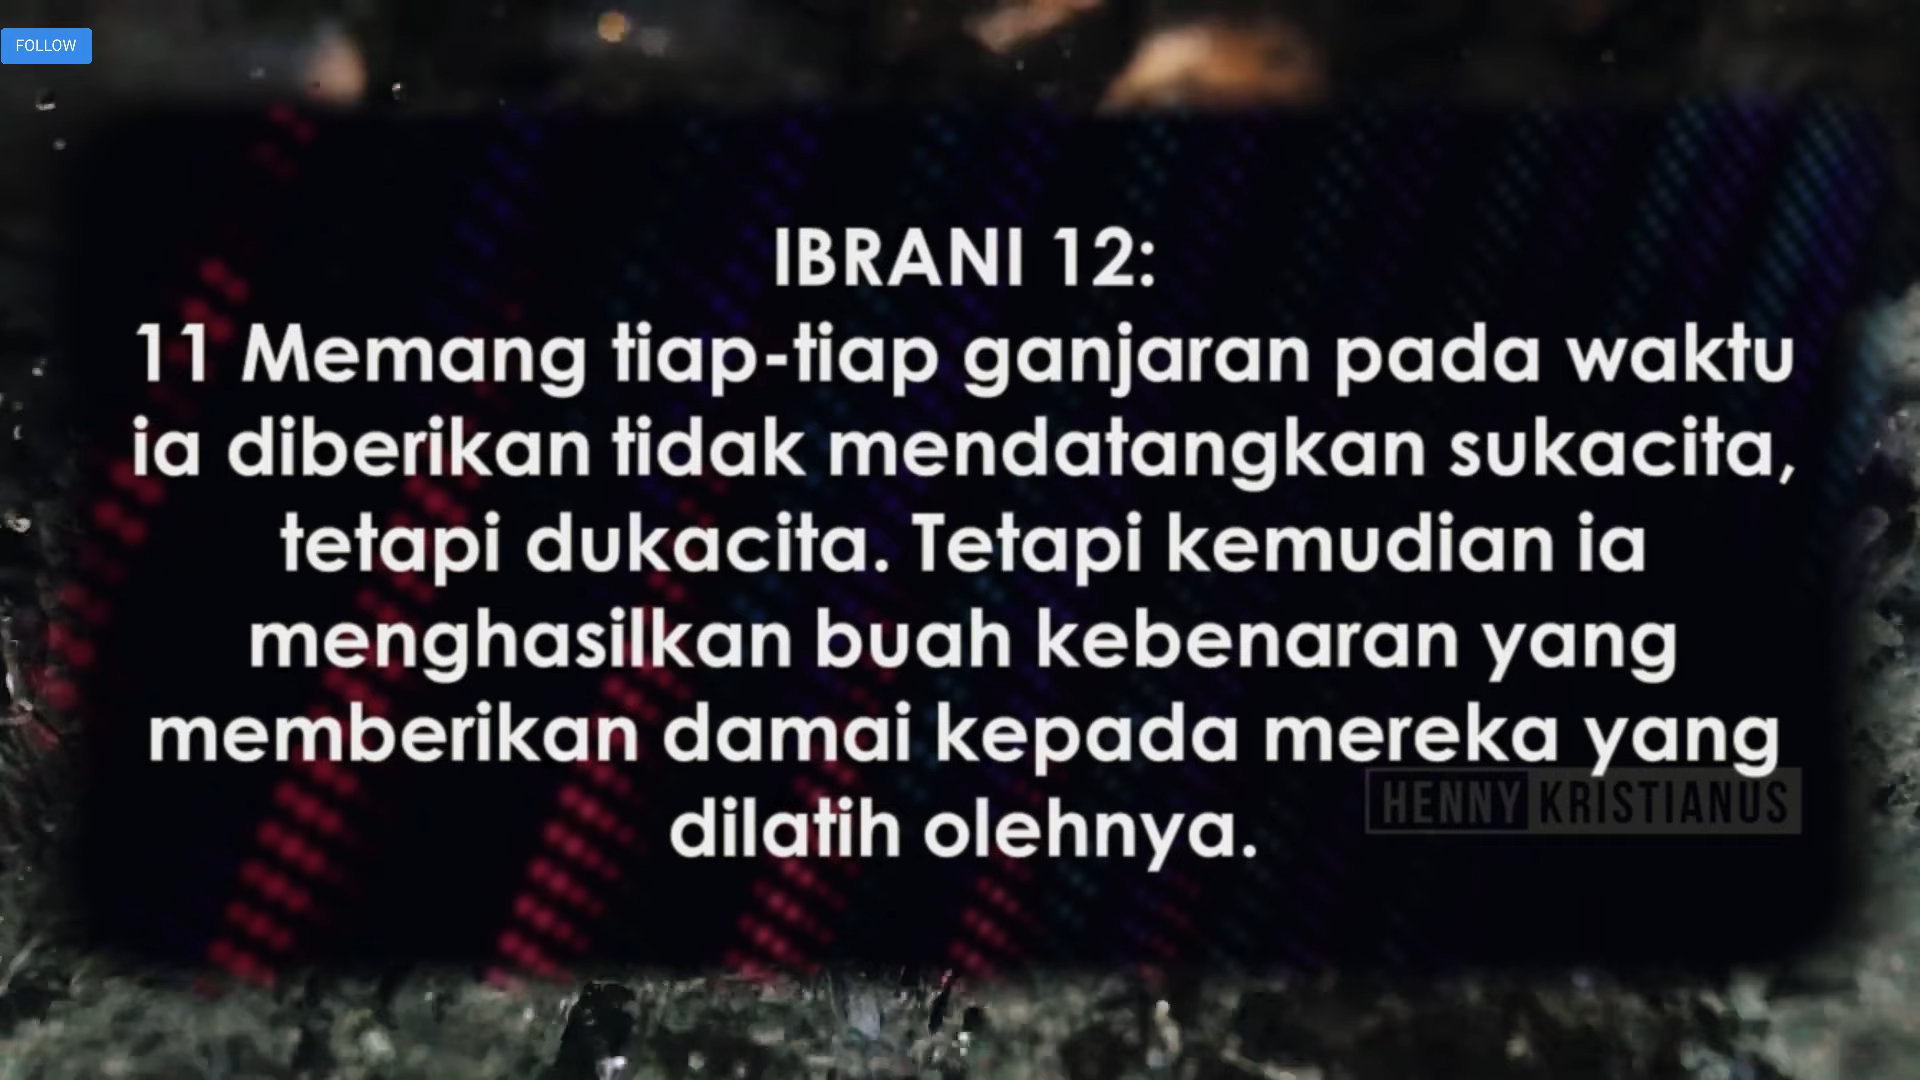 FOLLOW
IBRANI 12:
11 Memang tiap-tiap ganjaran pada waktu
ia diberikan tidak mendatangkan sukacita,
tetapi dukacita. Tetapi kemudian ia
menghasilkan buah kebenaran yang
memberikan damai kepada mereka yang
dilatih olehnya.
HENNY KRISTIANUS